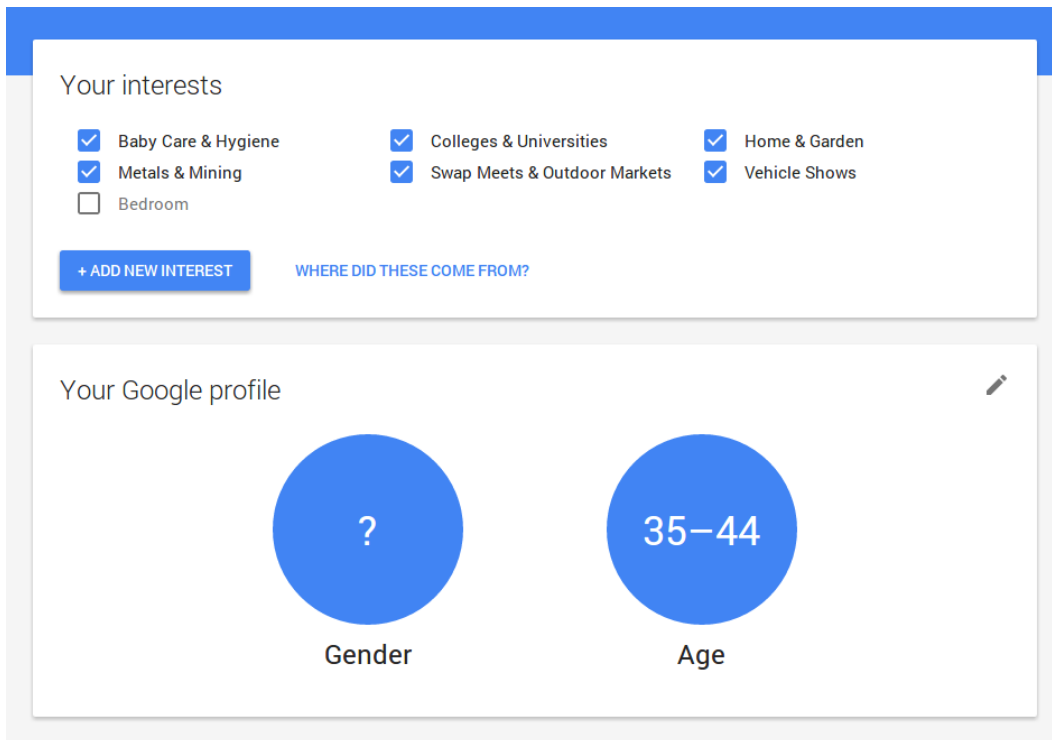 Your interests
Baby Care & Hygiene
Colleges & Universities
Home & Garden
Metals & Mining
Swap Meets & Outdoor Markets
Vehicle Shows
Bedroom
+ ADD NEW INTEREST
WHERE DID THESE COME FROM?
Your Google profile
?
35–44
Gender
Age